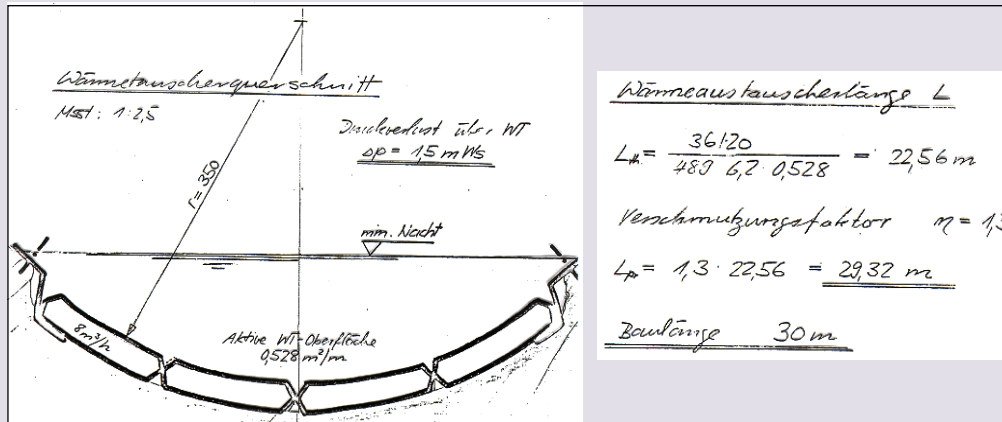 Wärmetauscherquerschnitt
Mst: 1:2,5
Druckverlust über WT
Δp = 1,5 mWs
r = 350
min. Nacht
8 m³/h
Aktive WT-Oberfläche
0,528 m²/m
Wärmeaustauscherlänge L
36120
489 6,2 · 0,528
= 22,56 m
Verschmutzungsfaktor η = 1,3
= 1,3 · 22,56 = 29,32 m
Baulänge 30 m